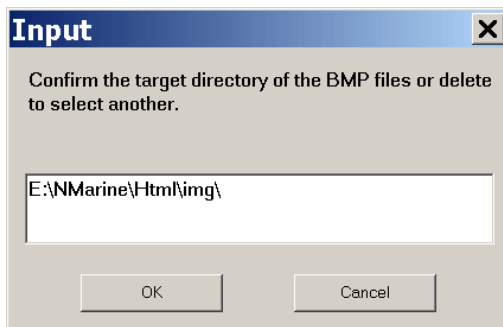 Input
Confirm the target directory of the BMP files or delete
to select another.
E:\NMarine\Html\img\
OK
Cancel